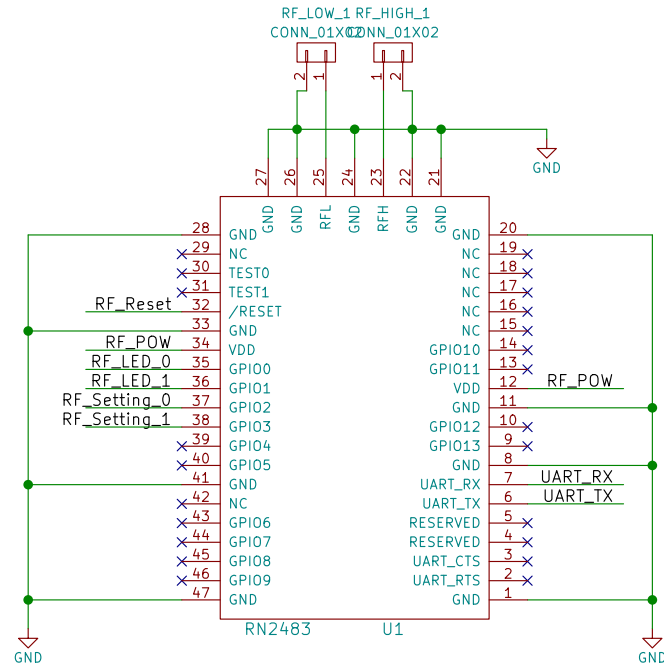 RF_LOW_1 RF_HIGH_1
CONN_01X02 CONN_01X02
2 1 1 2
GND
27 26 25 24 23 22 21
GND GND RFL GND RFH GND GND
28 GND GND 20
29 NC NC 19
30 TEST0 NC 18
31 TEST1 NC 17
RF_Reset 32 /RESET NC 16
33 GND NC 15
RF_POW 34 VDD GPIO10 14
RF_LED_0 35 GPIO0 GPIO11 13
RF_LED_1 36 GPIO1 VDD 12 RF_POW
RF_Setting_0 37 GPIO2 GND 11
RF_Setting_1 38 GPIO3 GPIO12 10
39 GPIO4 GPIO13 9
40 GPIO5 GND 8
41 GND UART_RX 7 UART_RX
42 NC UART_TX 6 UART_TX
43 GPIO6 RESERVED 5
44 GPIO7 RESERVED 4
45 GPIO8 UART_CTS 3
46 GPIO9 UART_RTS 2
47 GND GND 1
RN2483 U1
GND GND